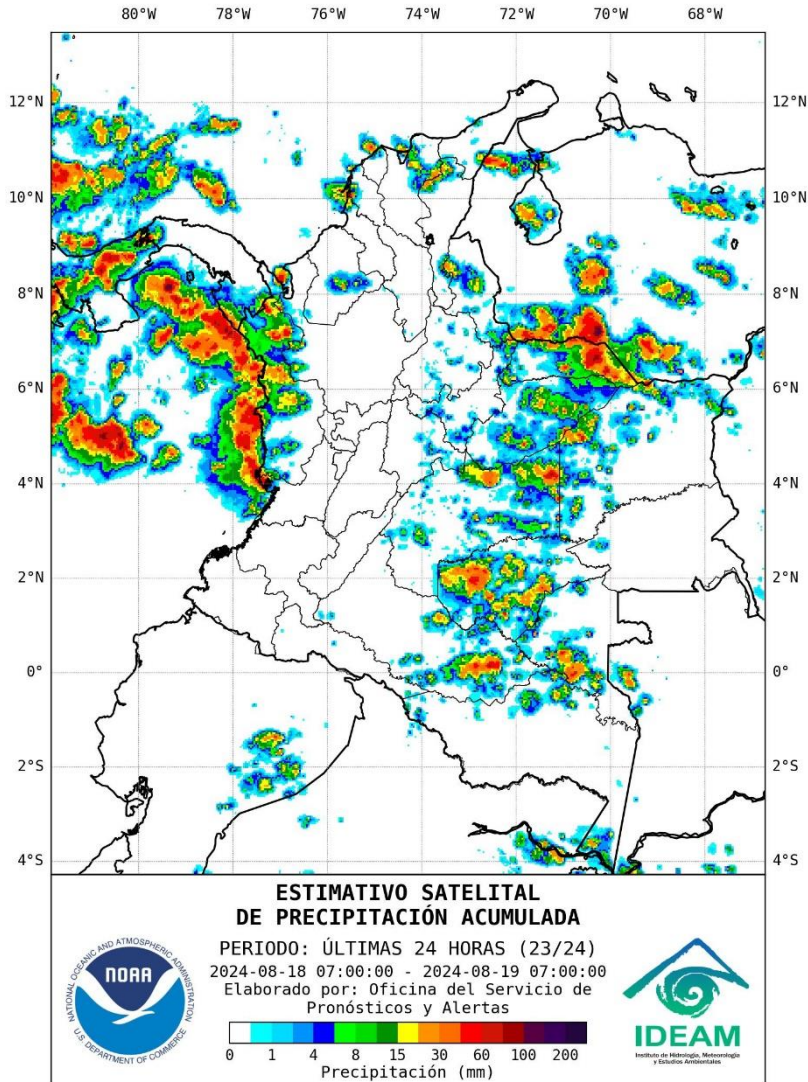 80°W 78°W 76°W 74°W 72°W 70°W 68°W
12°N 12°N
10°N 10°N
8°N 8°N
6°N 6°N
4°N 4°N
2°N 2°N
0° 0°
2°S 2°S
4°S 4°S
ESTIMATIVO SATELITAL
DE PRECIPITACIÓN ACUMULADA
PERIODO: ÚLTIMAS 24 HORAS (23/24)
2024-08-18 07:00:00 - 2024-08-19 07:00:00
Elaborado por: Oficina del Servicio de
Pronósticos y Alertas
0 1 4 8 15 30 60 100 200
Precipitación (mm)
NATIONAL OCEANIC AND ATMOSPHERIC ADMINISTRATION
NOAA
U.S. DEPARTMENT OF COMMERCE
IDEAM
Instituto de Hidrología, Meteorología
y Estudios Ambientales